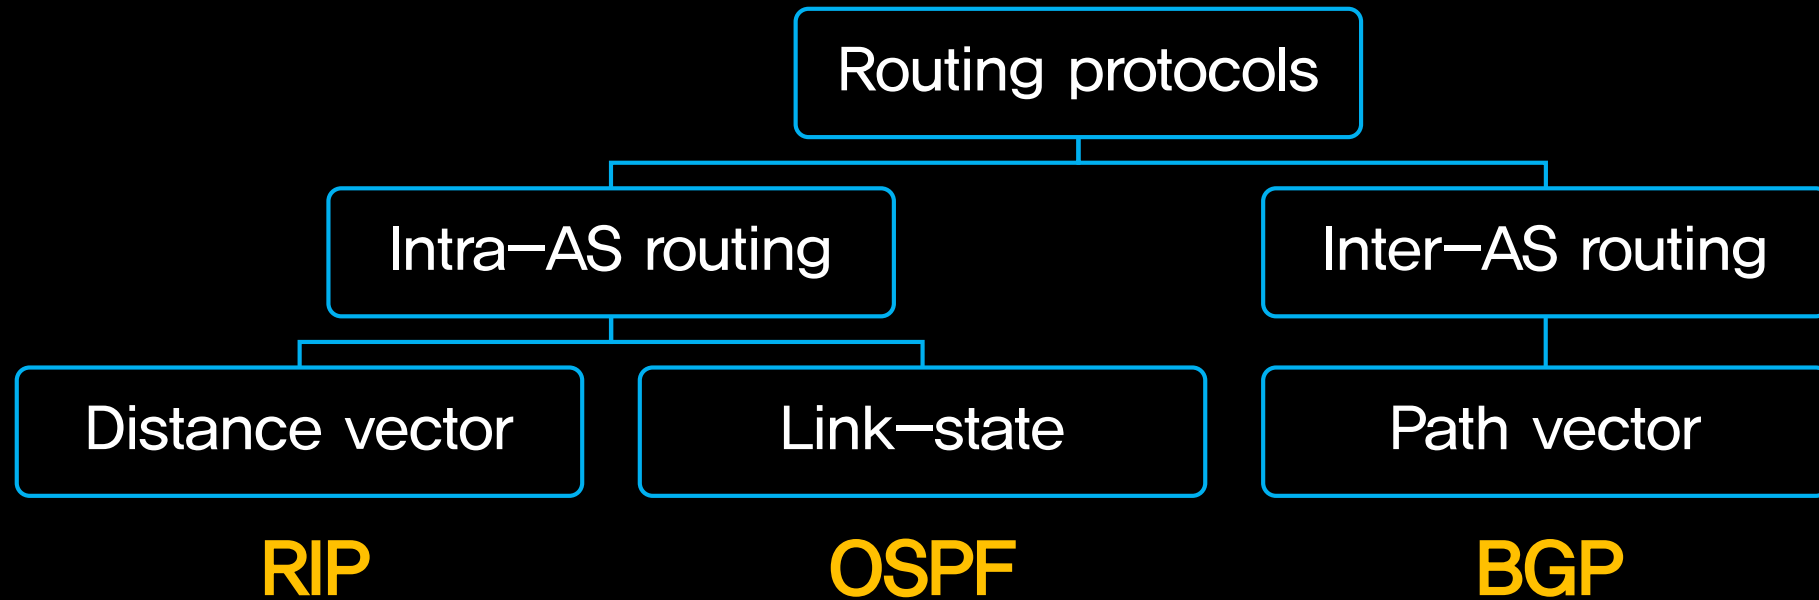 Routing protocols
Intra–AS routing
Inter–AS routing
Distance vector
Link–state
Path vector
RIP
OSPF
BGP